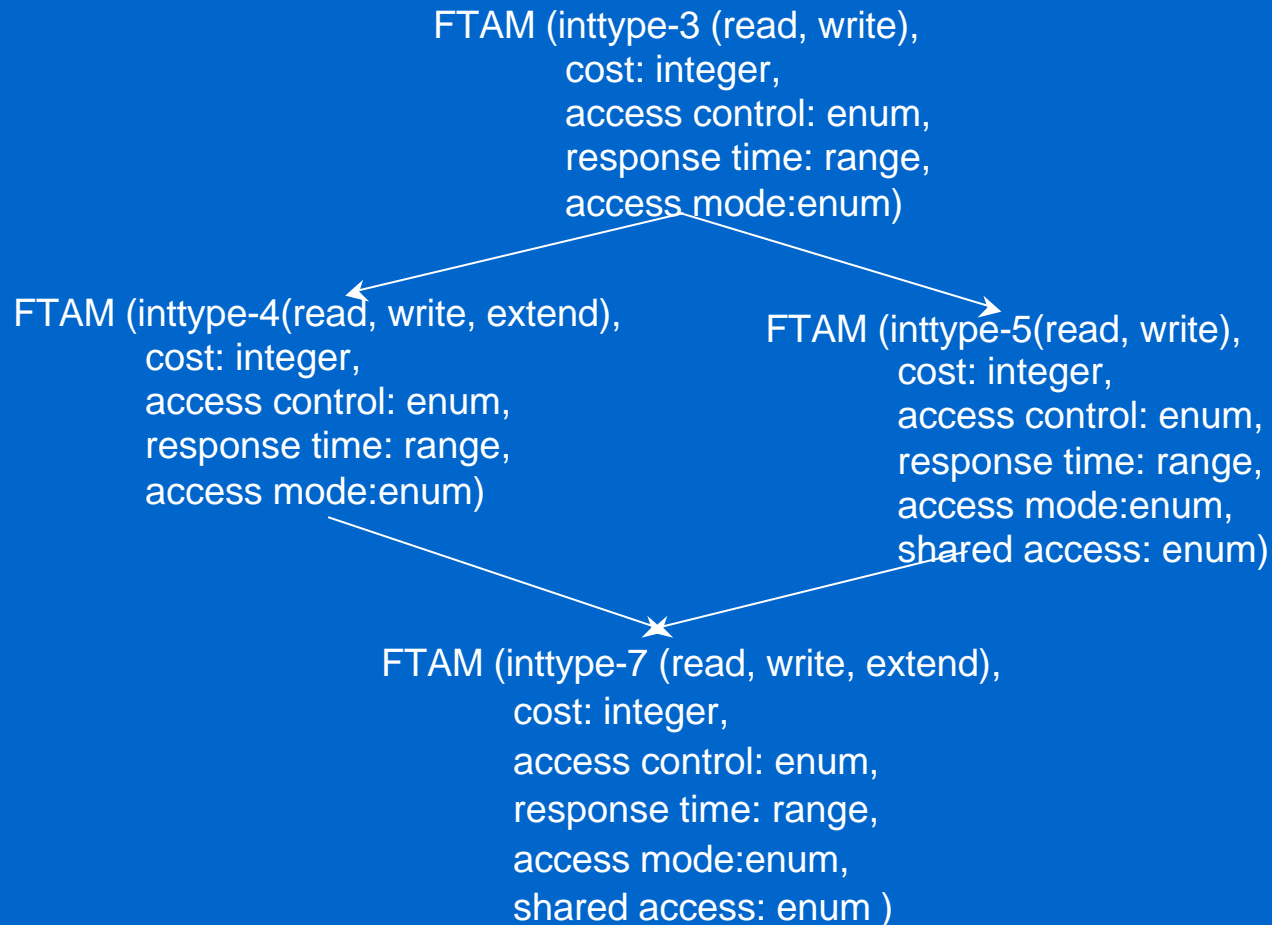 FTAM (inttype-3 (read, write),
cost: integer,
access control: enum,
response time: range,
access mode:enum)
FTAM (inttype-4(read, write, extend),
cost: integer,
access control: enum,
response time: range,
access mode:enum)
FTAM (inttype-5(read, write),
cost: integer,
access control: enum,
response time: range,
access mode:enum,
shared access: enum)
FTAM (inttype-7 (read, write, extend),
cost: integer,
access control: enum,
response time: range,
access mode:enum,
shared access: enum )